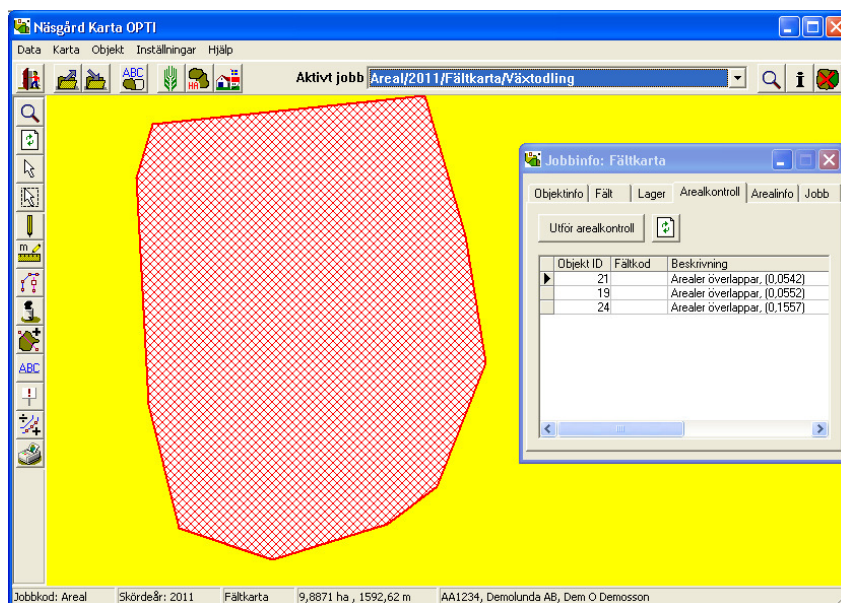 Näsgård Karta OPTI
Data Karta Objekt Inställningar Hjälp
ABC
HA
Aktivt jobb Areal/2011/Fältkarta/Växtodling
i
Jobbinfo: Fältkarta
Objektinfo Fält Lager Arealkontroll Arealinfo Jobb
Utför arealkontroll
Objekt ID Fältkod Beskrivning
21 Arealer överlappar, (0,0542)
19 Arealer överlappar, (0,0552)
24 Arealer överlappar, (0,1557)
m
ABC
Jobbkod: Areal Skördeår: 2011 Fältkarta 9,8871 ha , 1592,62 m AA1234, Demolunda AB, Dem O Demosson